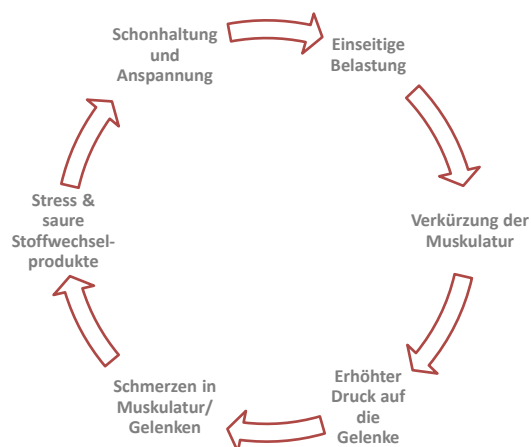 Schonhaltung
und
Anspannung
Einseitige
Belastung
Verkürzung der
Muskulatur
Erhöhter
Druck auf
die
Gelenke
Schmerzen in
Muskulatur/
Gelenken
Stress &
saure
Stoffwechsel-
produkte